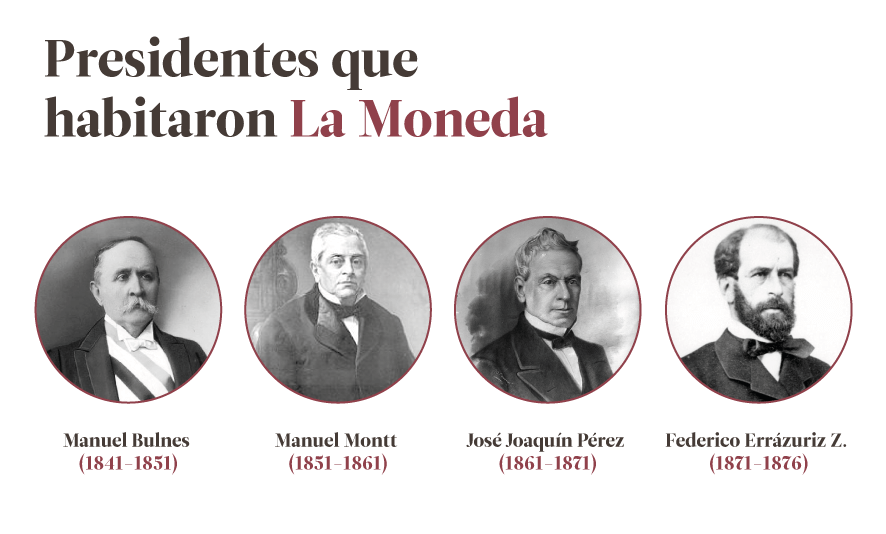 Presidentes que
habitaron La Moneda
Manuel Bulnes
(1841–1851)
Manuel Montt
(1851–1861)
José Joaquín Pérez
(1861–1871)
Federico Errázuriz Z.
(1871–1876)